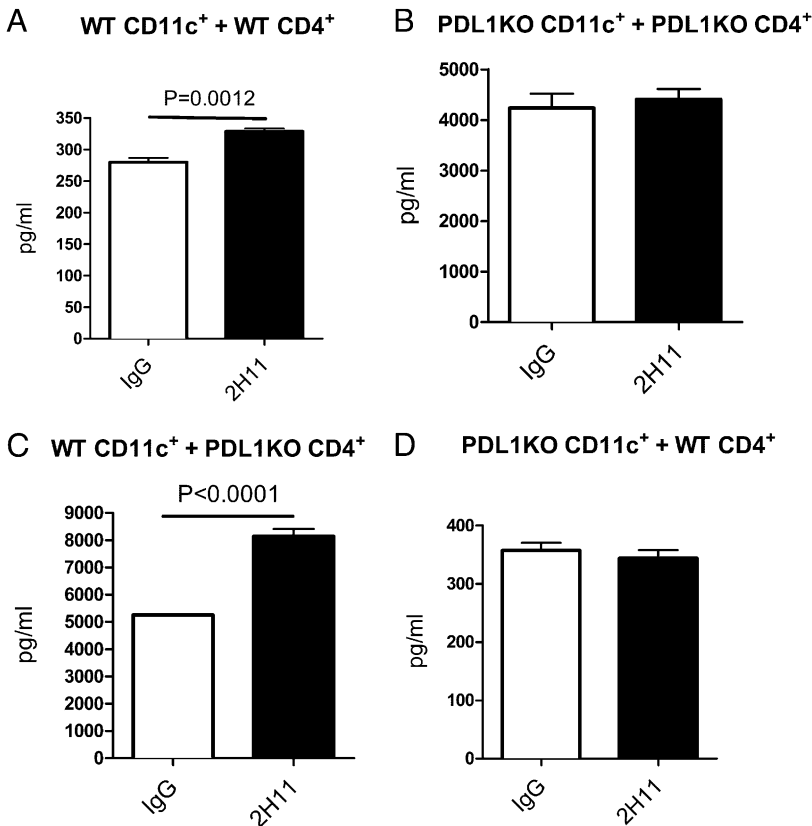 A WT CD11c⁺ + WT CD4⁺
P=0.0012
350
300
250
200
150
100
50
0
pg/ml
IgG
2H11
B PDL1KO CD11c⁺ + PDL1KO CD4⁺
5000
4000
3000
2000
1000
0
pg/ml
IgG
2H11
C WT CD11c⁺ + PDL1KO CD4⁺
P<0.0001
9000
8000
7000
6000
5000
4000
3000
2000
1000
0
pg/ml
IgG
2H11
D PDL1KO CD11c⁺ + WT CD4⁺
400
300
200
100
0
pg/ml
IgG
2H11